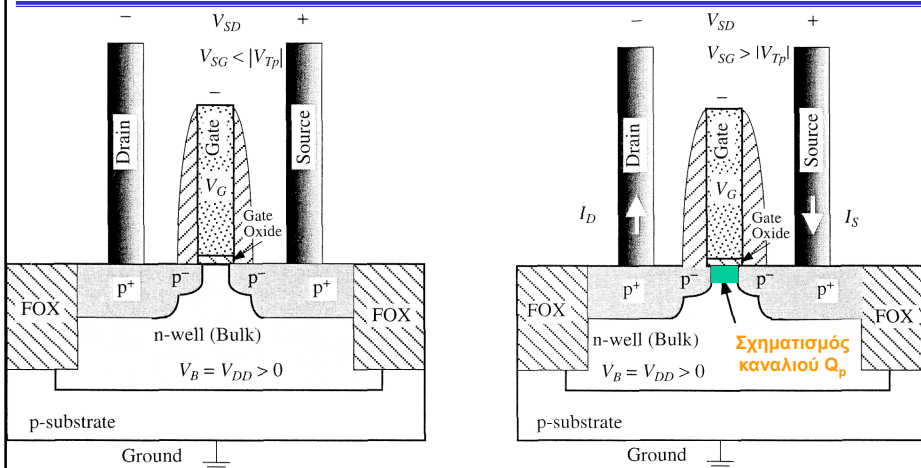 − V_SD +
V_SG < |V_Tp|
−
Drain
Gate
Source
V_G
Gate
Oxide
p⁺
p⁻
p⁻
p⁺
FOX
FOX
n-well (Bulk)
V_B = V_DD > 0
p-substrate
Ground
− V_SD +
V_SG > |V_Tp|
−
Drain
Gate
Source
V_G
I_D
I_S
Gate
Oxide
p⁺
p⁻
p⁻
p⁺
FOX
FOX
n-well (Bulk)
Σχηματισμός
καναλιού Q_p
V_B = V_DD > 0
p-substrate
Ground